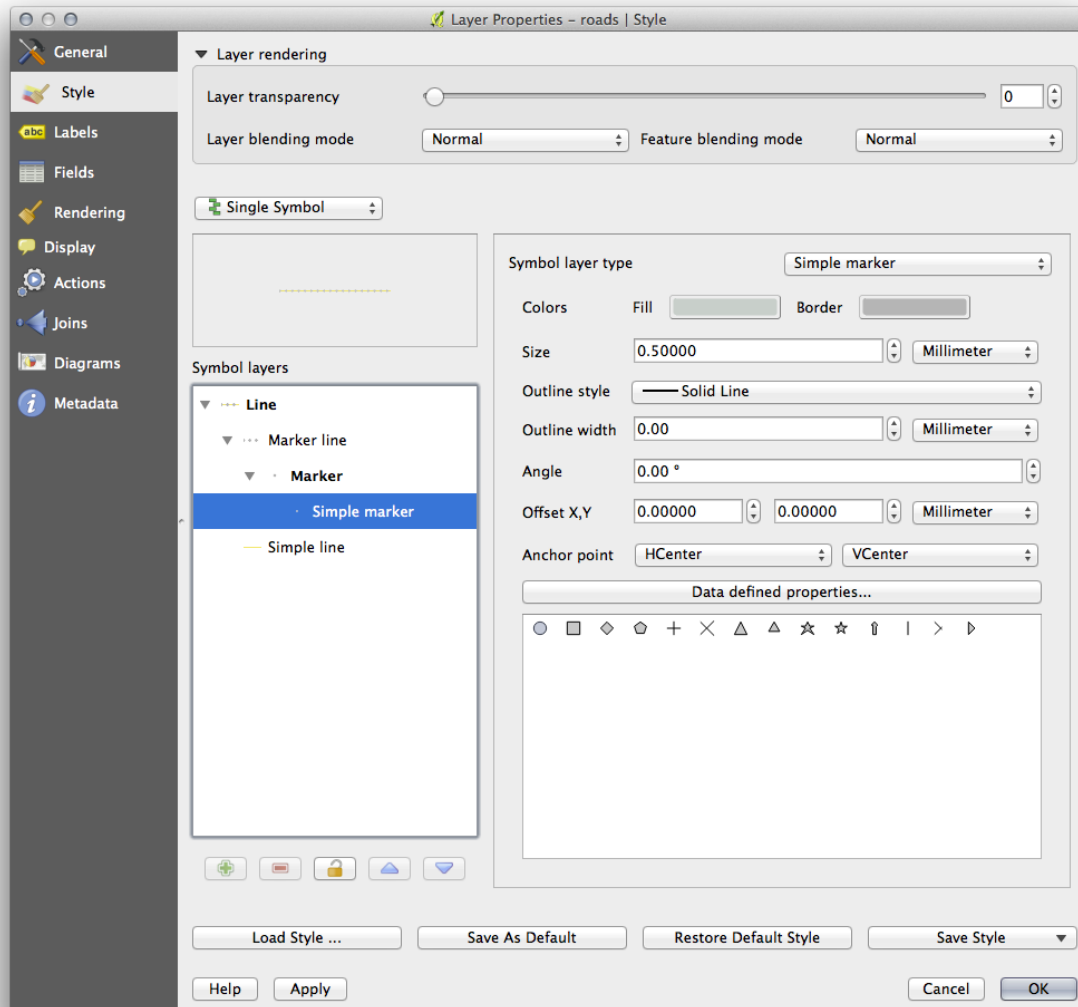 Layer Properties – roads | Style
General
Style
abc Labels
Fields
Rendering
Display
Actions
Joins
Diagrams
Metadata
Layer rendering
Layer transparency 0
Layer blending mode Normal Feature blending mode Normal
Single Symbol
Symbol layers
Line
Marker line
Marker
Simple marker
Simple line
Symbol layer type Simple marker
Colors Fill Border
Size 0.50000 Millimeter
Outline style Solid Line
Outline width 0.00 Millimeter
Angle 0.00 °
Offset X,Y 0.00000 0.00000 Millimeter
Anchor point HCenter VCenter
Data defined properties...
Load Style ... Save As Default Restore Default Style Save Style
Help Apply Cancel OK